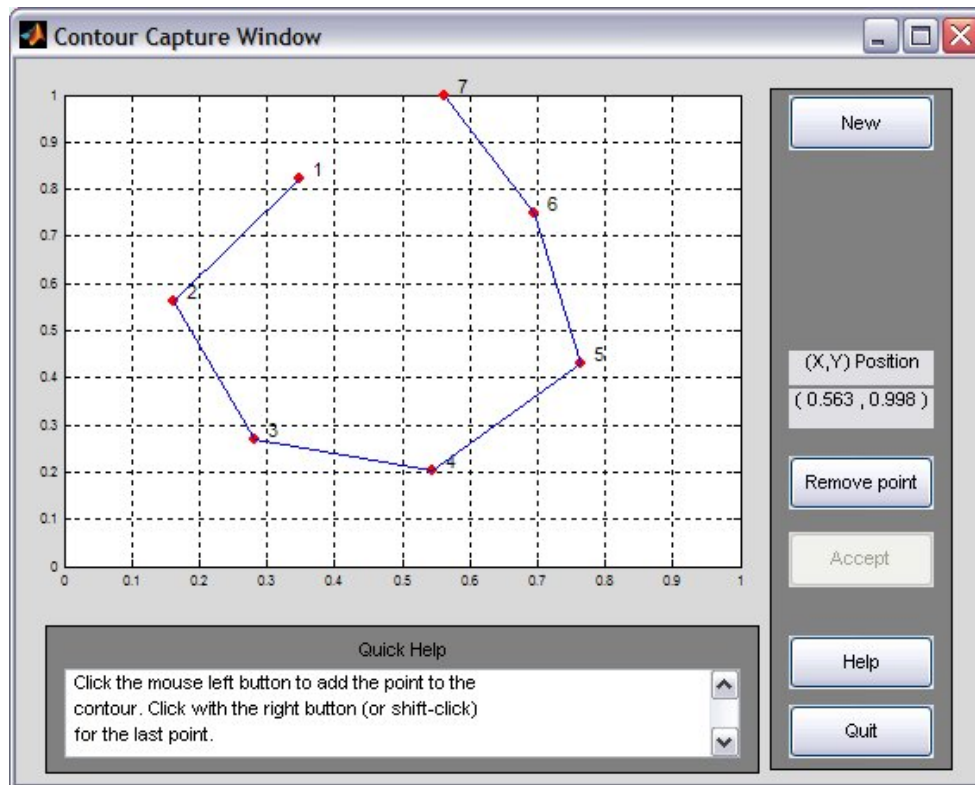 Contour Capture Window
7
1
0.9
0.8
0.7
0.6
0.5
0.4
0.3
0.2
0.1
0
1
6
2
5
3
4
0
0.1
0.2
0.3
0.4
0.5
0.6
0.7
0.8
0.9
1
New
(X,Y) Position
( 0.563 , 0.998 )
Remove point
Accept
Help
Quit
Quick Help
Click the mouse left button to add the point to the
contour. Click with the right button (or shift-click)
for the last point.